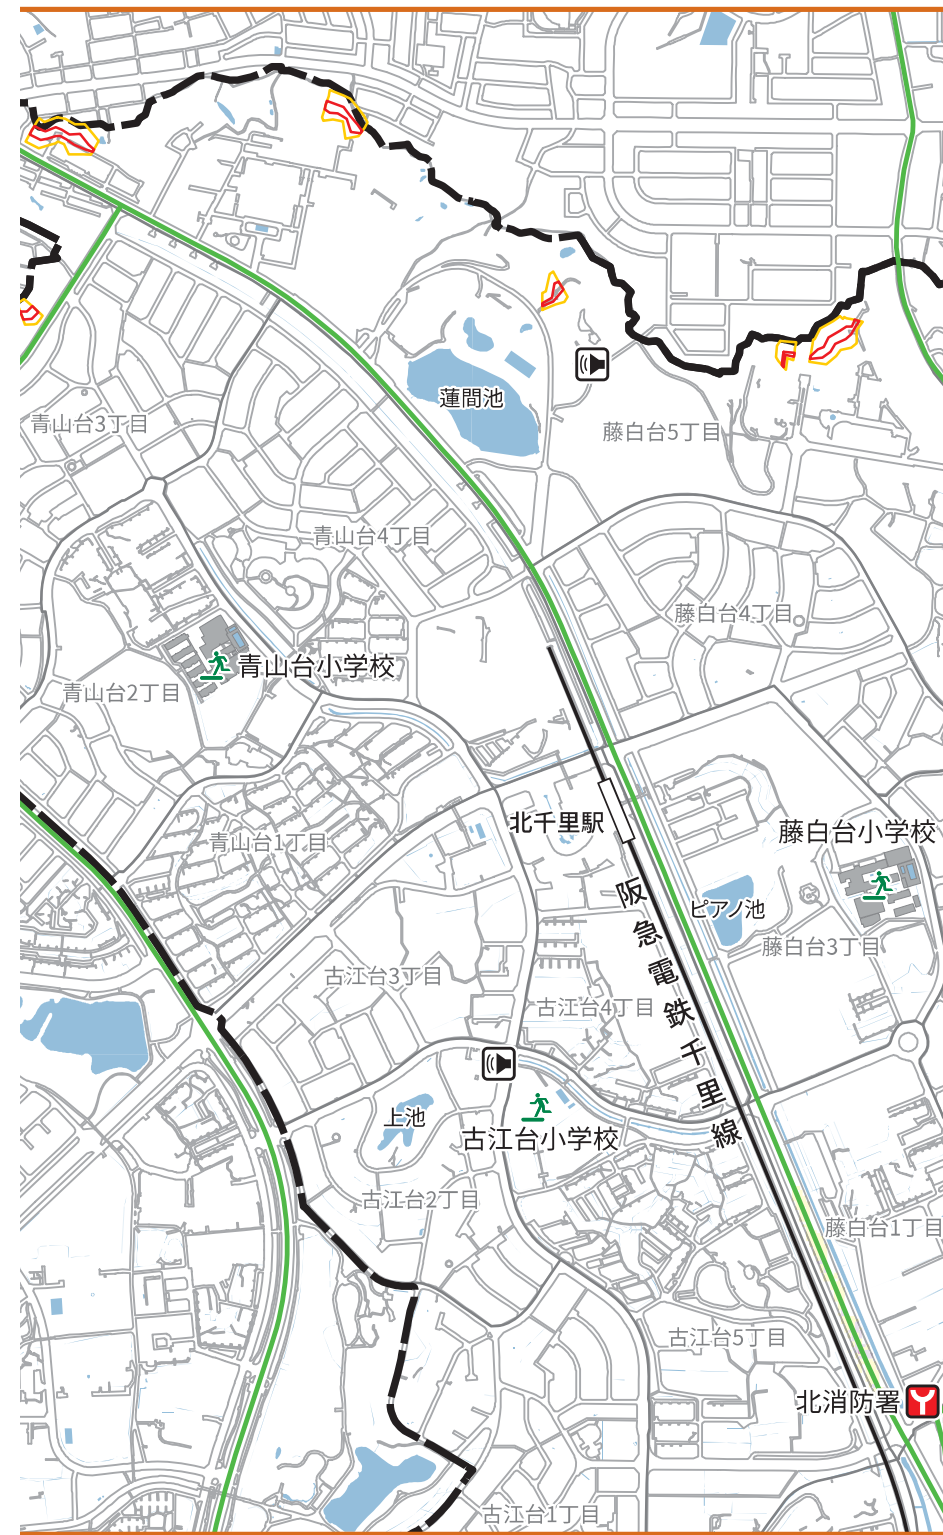 蓮間池
青山台3丁目
藤白台5丁目
青山台4丁目
藤白台4丁目
青山台小学校
青山台2丁目
北千里駅
藤白台小学校
青山台1丁目
阪急電鉄千里線
ピアノ池
藤白台3丁目
古江台3丁目
古江台4丁目
上池
古江台小学校
古江台2丁目
藤白台1丁目
古江台5丁目
北消防署
古江台1丁目